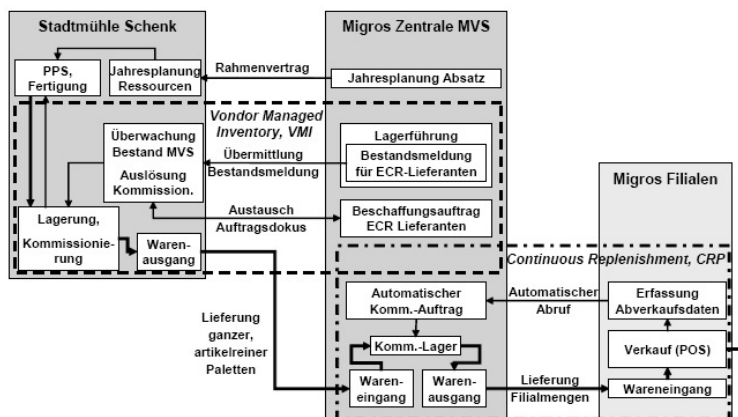 Stadtmühle Schenk
Migros Zentrale MVS
PPS,
Fertigung
Jahresplanung
Ressourcen
Rahmenvertrag
Jahresplanung Absatz
Vondor Managed
Inventory, VMI
Überwachung
Bestand MVS
Auslösung
Kommission.
Übermittlung
Bestandsmeldung
Lagerführung
Bestandsmeldung
für ECR-Lieferanten
Migros Filialen
Lagerung,
Kommissionie-
rung
Waren-
ausgang
Austausch
Auftragsdokus
Beschaffungsauftrag
ECR Lieferanten
Continuous Replenishment, CRP
Lieferung
ganzer,
artikelreiner
Paletten
Automatischer
Komm.-Auftrag
Automatischer
Abruf
Erfassung
Abverkaufsdaten
Komm.-Lager
Verkauf (POS)
Waren-
eingang
Waren-
ausgang
Lieferung
Filialmengen
Wareneingang